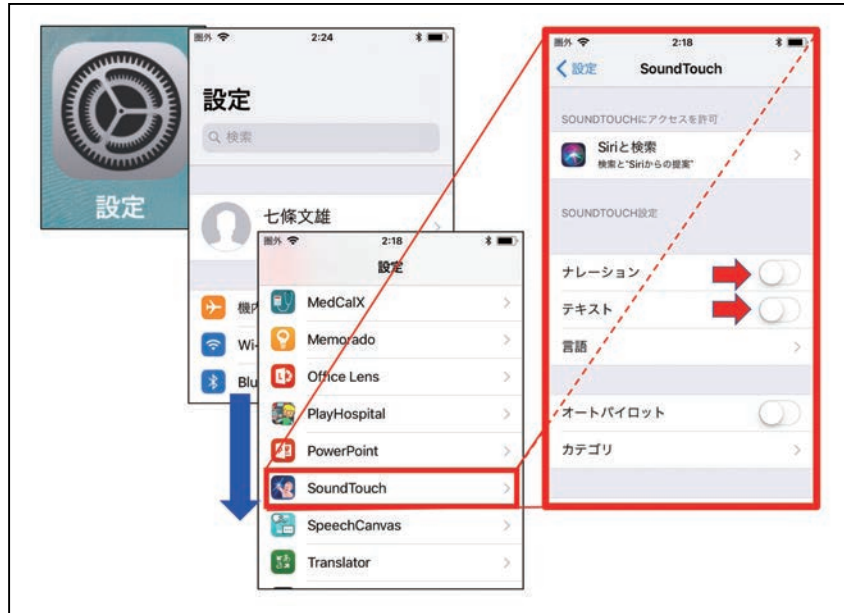 設定
圏外 2:24
設定
検索
七條文雄
機内
Wi-
Blu
圏外 2:18
設定
MedCalX
Memorado
Office Lens
PlayHospital
PowerPoint
SoundTouch
SpeechCanvas
Translator
圏外 2:18
設定 SoundTouch
SOUNDTOUCHにアクセスを許可
Siriと検索
検索と"Siriからの提案"
SOUNDTOUCH設定
ナレーション
テキスト
言語
オートパイロット
カテゴリ